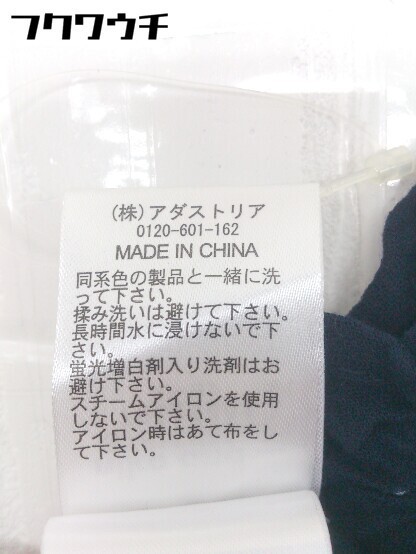 フクワウチ
(株)アダストリア
0120-601-162
MADE IN CHINA
同系色の製品と一緒に洗
って下さい。
揉み洗いは避けて下さい。
長時間水に浸けないで下
さい。
蛍光増白剤入り洗剤はお
避け下さい。
スチームアイロンを使用
しないで下さい。
アイロン時はあて布をし
て下さい。